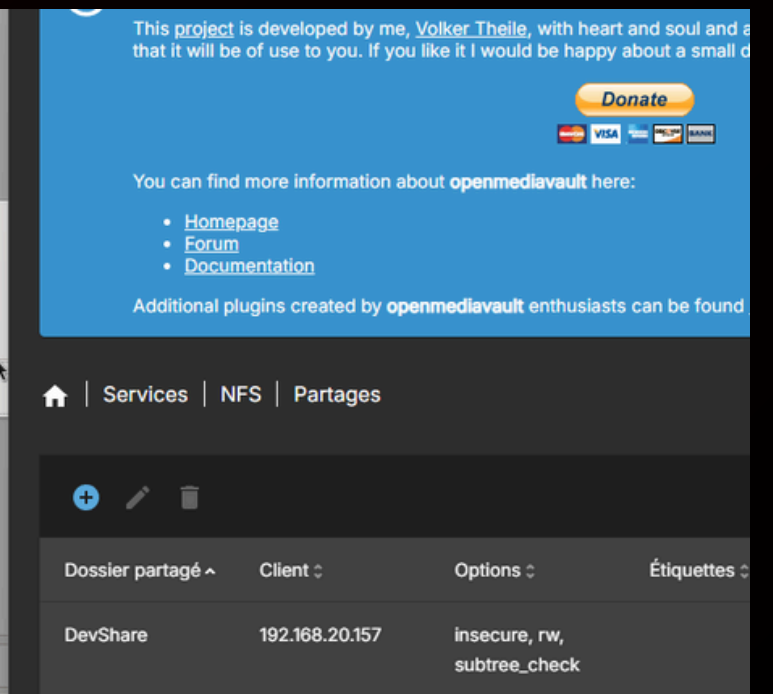 This project is developed by me, Volker Theile, with heart and soul and a
that it will be of use to you. If you like it I would be happy about a small d
Donate
VISA
BANK
You can find more information about openmediavault here:
Homepage
Forum
Documentation
Additional plugins created by openmediavault enthusiasts can be found
Services | NFS | Partages
Dossier partagé Client Options Étiquettes
DevShare 192.168.20.157 insecure, rw,
subtree_check